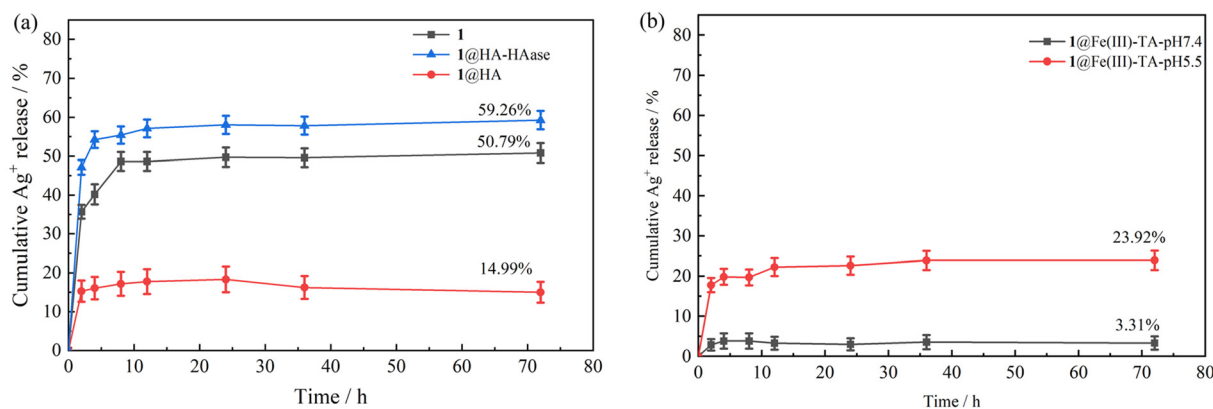 (a)
1
1@HA-HAase
1@HA
59.26%
50.79%
14.99%
Cumulative Ag⁺ release / %
80
70
60
50
40
30
20
10
0
0 10 20 30 40 50 60 70 80
Time / h
(b)
1@Fe(III)-TA-pH7.4
1@Fe(III)-TA-pH5.5
23.92%
3.31%
Cumulative Ag⁺ release / %
80
70
60
50
40
30
20
10
0
0 10 20 30 40 50 60 70 80
Time / h